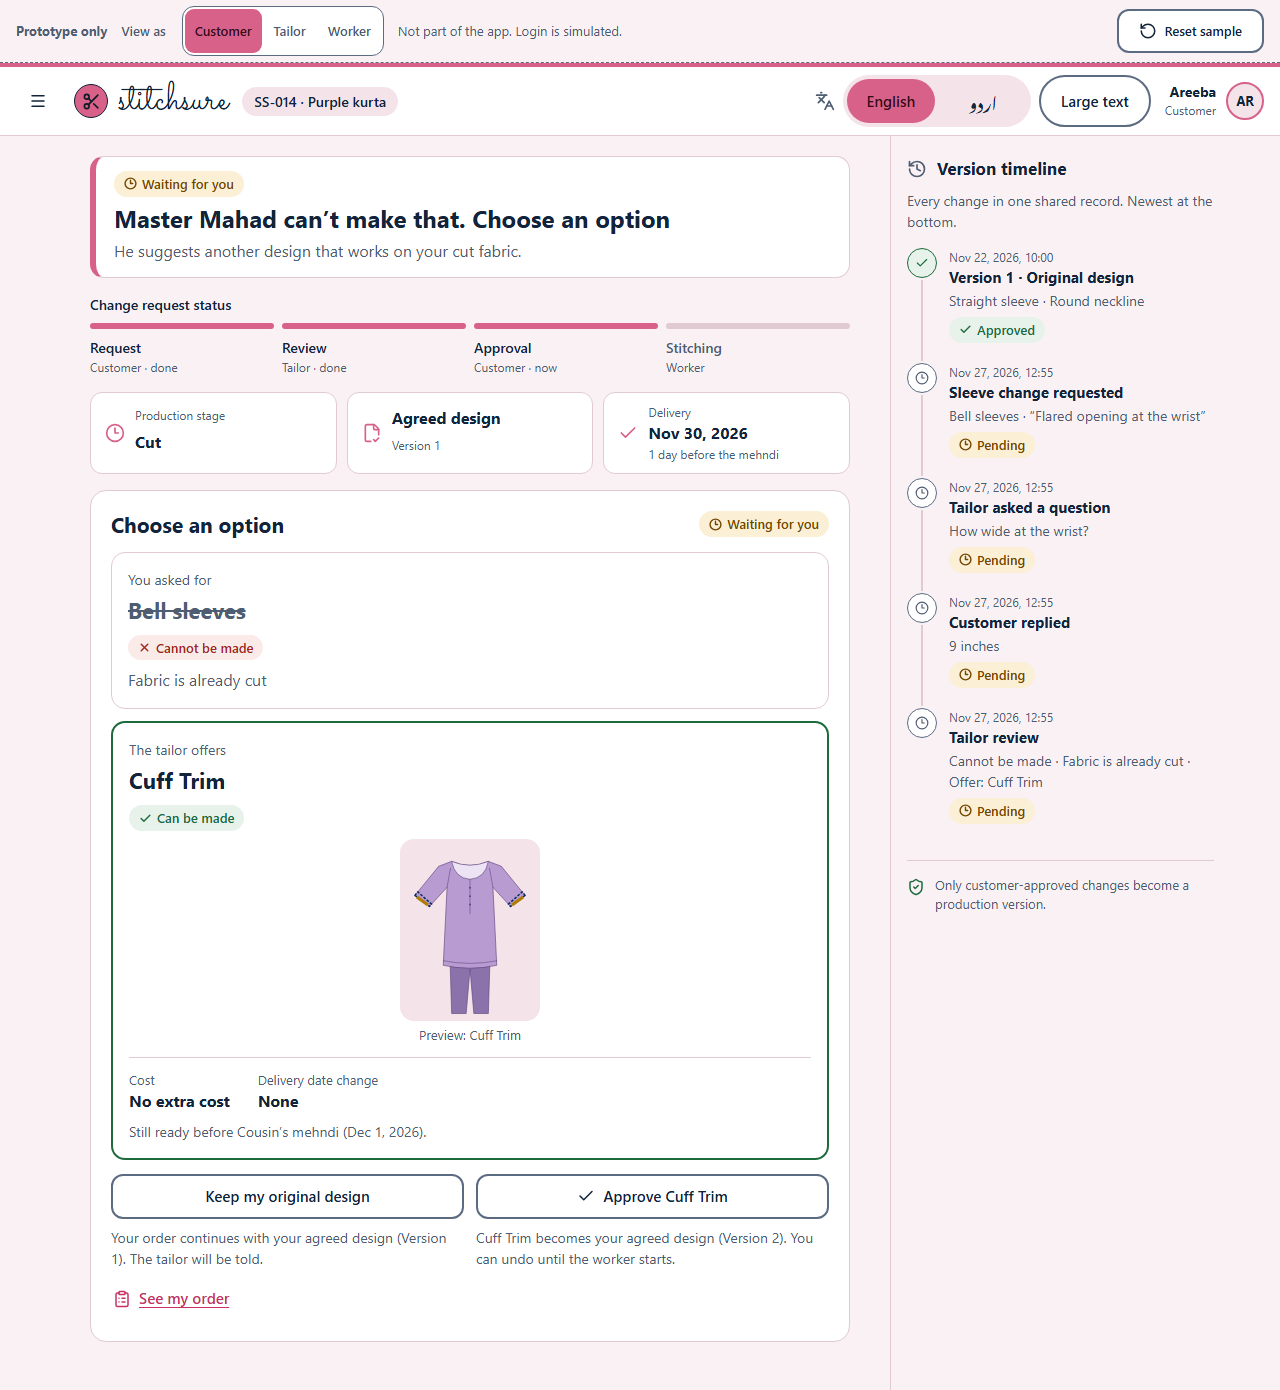 Prototype only
View as
Customer
Tailor
Worker
Not part of the app. Login is simulated.
Reset sample
stitchsure
SS-014 · Purple kurta
English
اردو
Large text
Areeba
Customer
AR
Waiting for you
Master Mahad can’t make that. Choose an option
He suggests another design that works on your cut fabric.
Change request status
Request
Customer · done
Review
Tailor · done
Approval
Customer · now
Stitching
Worker
Production stage
Cut
Agreed design
Version 1
Delivery
Nov 30, 2026
1 day before the mehndi
Choose an option
Waiting for you
You asked for
Bell sleeves
Cannot be made
Fabric is already cut
The tailor offers
Cuff Trim
Can be made
Preview: Cuff Trim
Cost
No extra cost
Delivery date change
None
Still ready before Cousin’s mehndi (Dec 1, 2026).
Keep my original design
Your order continues with your agreed design (Version
1). The tailor will be told.
Approve Cuff Trim
Cuff Trim becomes your agreed design (Version 2). You
can undo until the worker starts.
See my order
Version timeline
Every change in one shared record. Newest at the
bottom.
Nov 22, 2026, 10:00
Version 1 · Original design
Straight sleeve · Round neckline
Approved
Nov 27, 2026, 12:55
Sleeve change requested
Bell sleeves · “Flared opening at the wrist”
Pending
Nov 27, 2026, 12:55
Tailor asked a question
How wide at the wrist?
Pending
Nov 27, 2026, 12:55
Customer replied
9 inches
Pending
Nov 27, 2026, 12:55
Tailor review
Cannot be made · Fabric is already cut ·
Offer: Cuff Trim
Pending
Only customer-approved changes become a
production version.